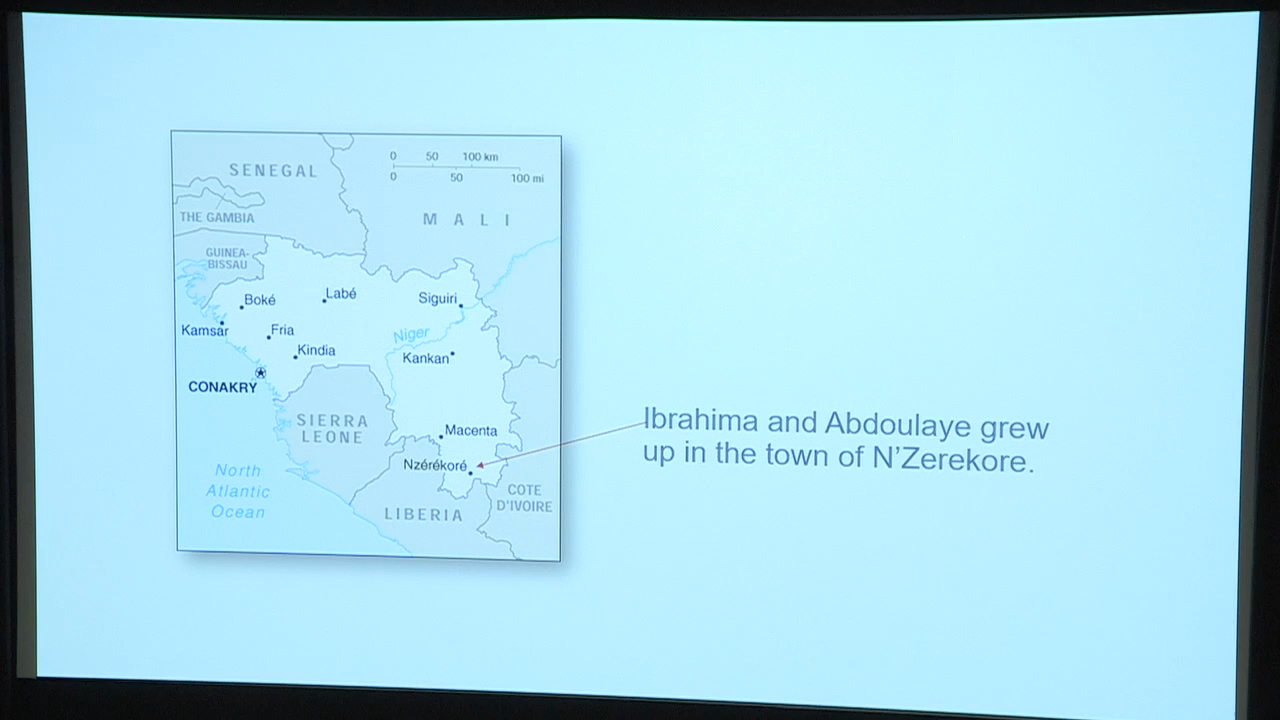 0 50 100 km
0 50 100 mi
SENEGAL
THE GAMBIA
MALI
GUINEA-
BISSAU
Boké
Labé
Siguiri
Kamsar
Fria
Niger
Kindia
Kankan
CONAKRY
SIERRA
LEONE
Macenta
Nzérékoré
North
Atlantic
Ocean
LIBERIA
COTE
D'IVOIRE
Ibrahima and Abdoulaye grew
up in the town of N'Zerekore.